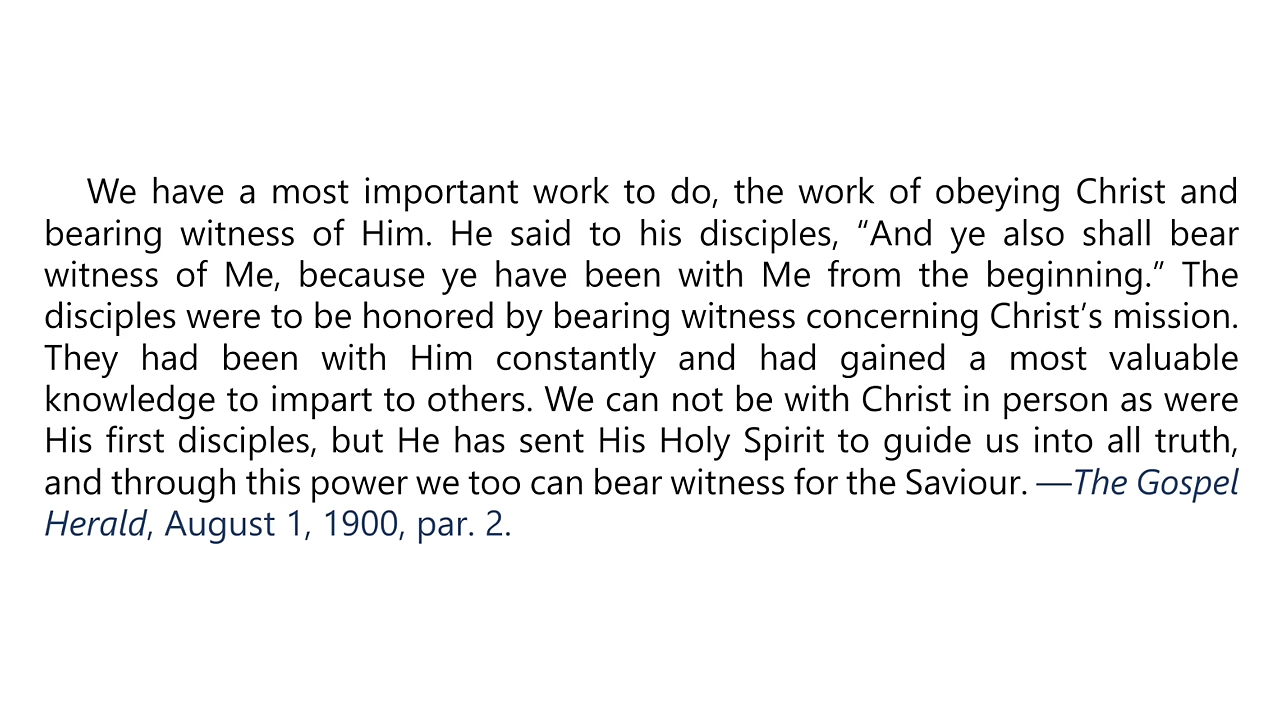 We have a most important work to do, the work of obeying Christ and
bearing witness of Him. He said to his disciples, “And ye also shall bear
witness of Me, because ye have been with Me from the beginning.” The
disciples were to be honored by bearing witness concerning Christ’s mission.
They had been with Him constantly and had gained a most valuable
knowledge to impart to others. We can not be with Christ in person as were
His first disciples, but He has sent His Holy Spirit to guide us into all truth,
and through this power we too can bear witness for the Saviour. —The Gospel
Herald, August 1, 1900, par. 2.